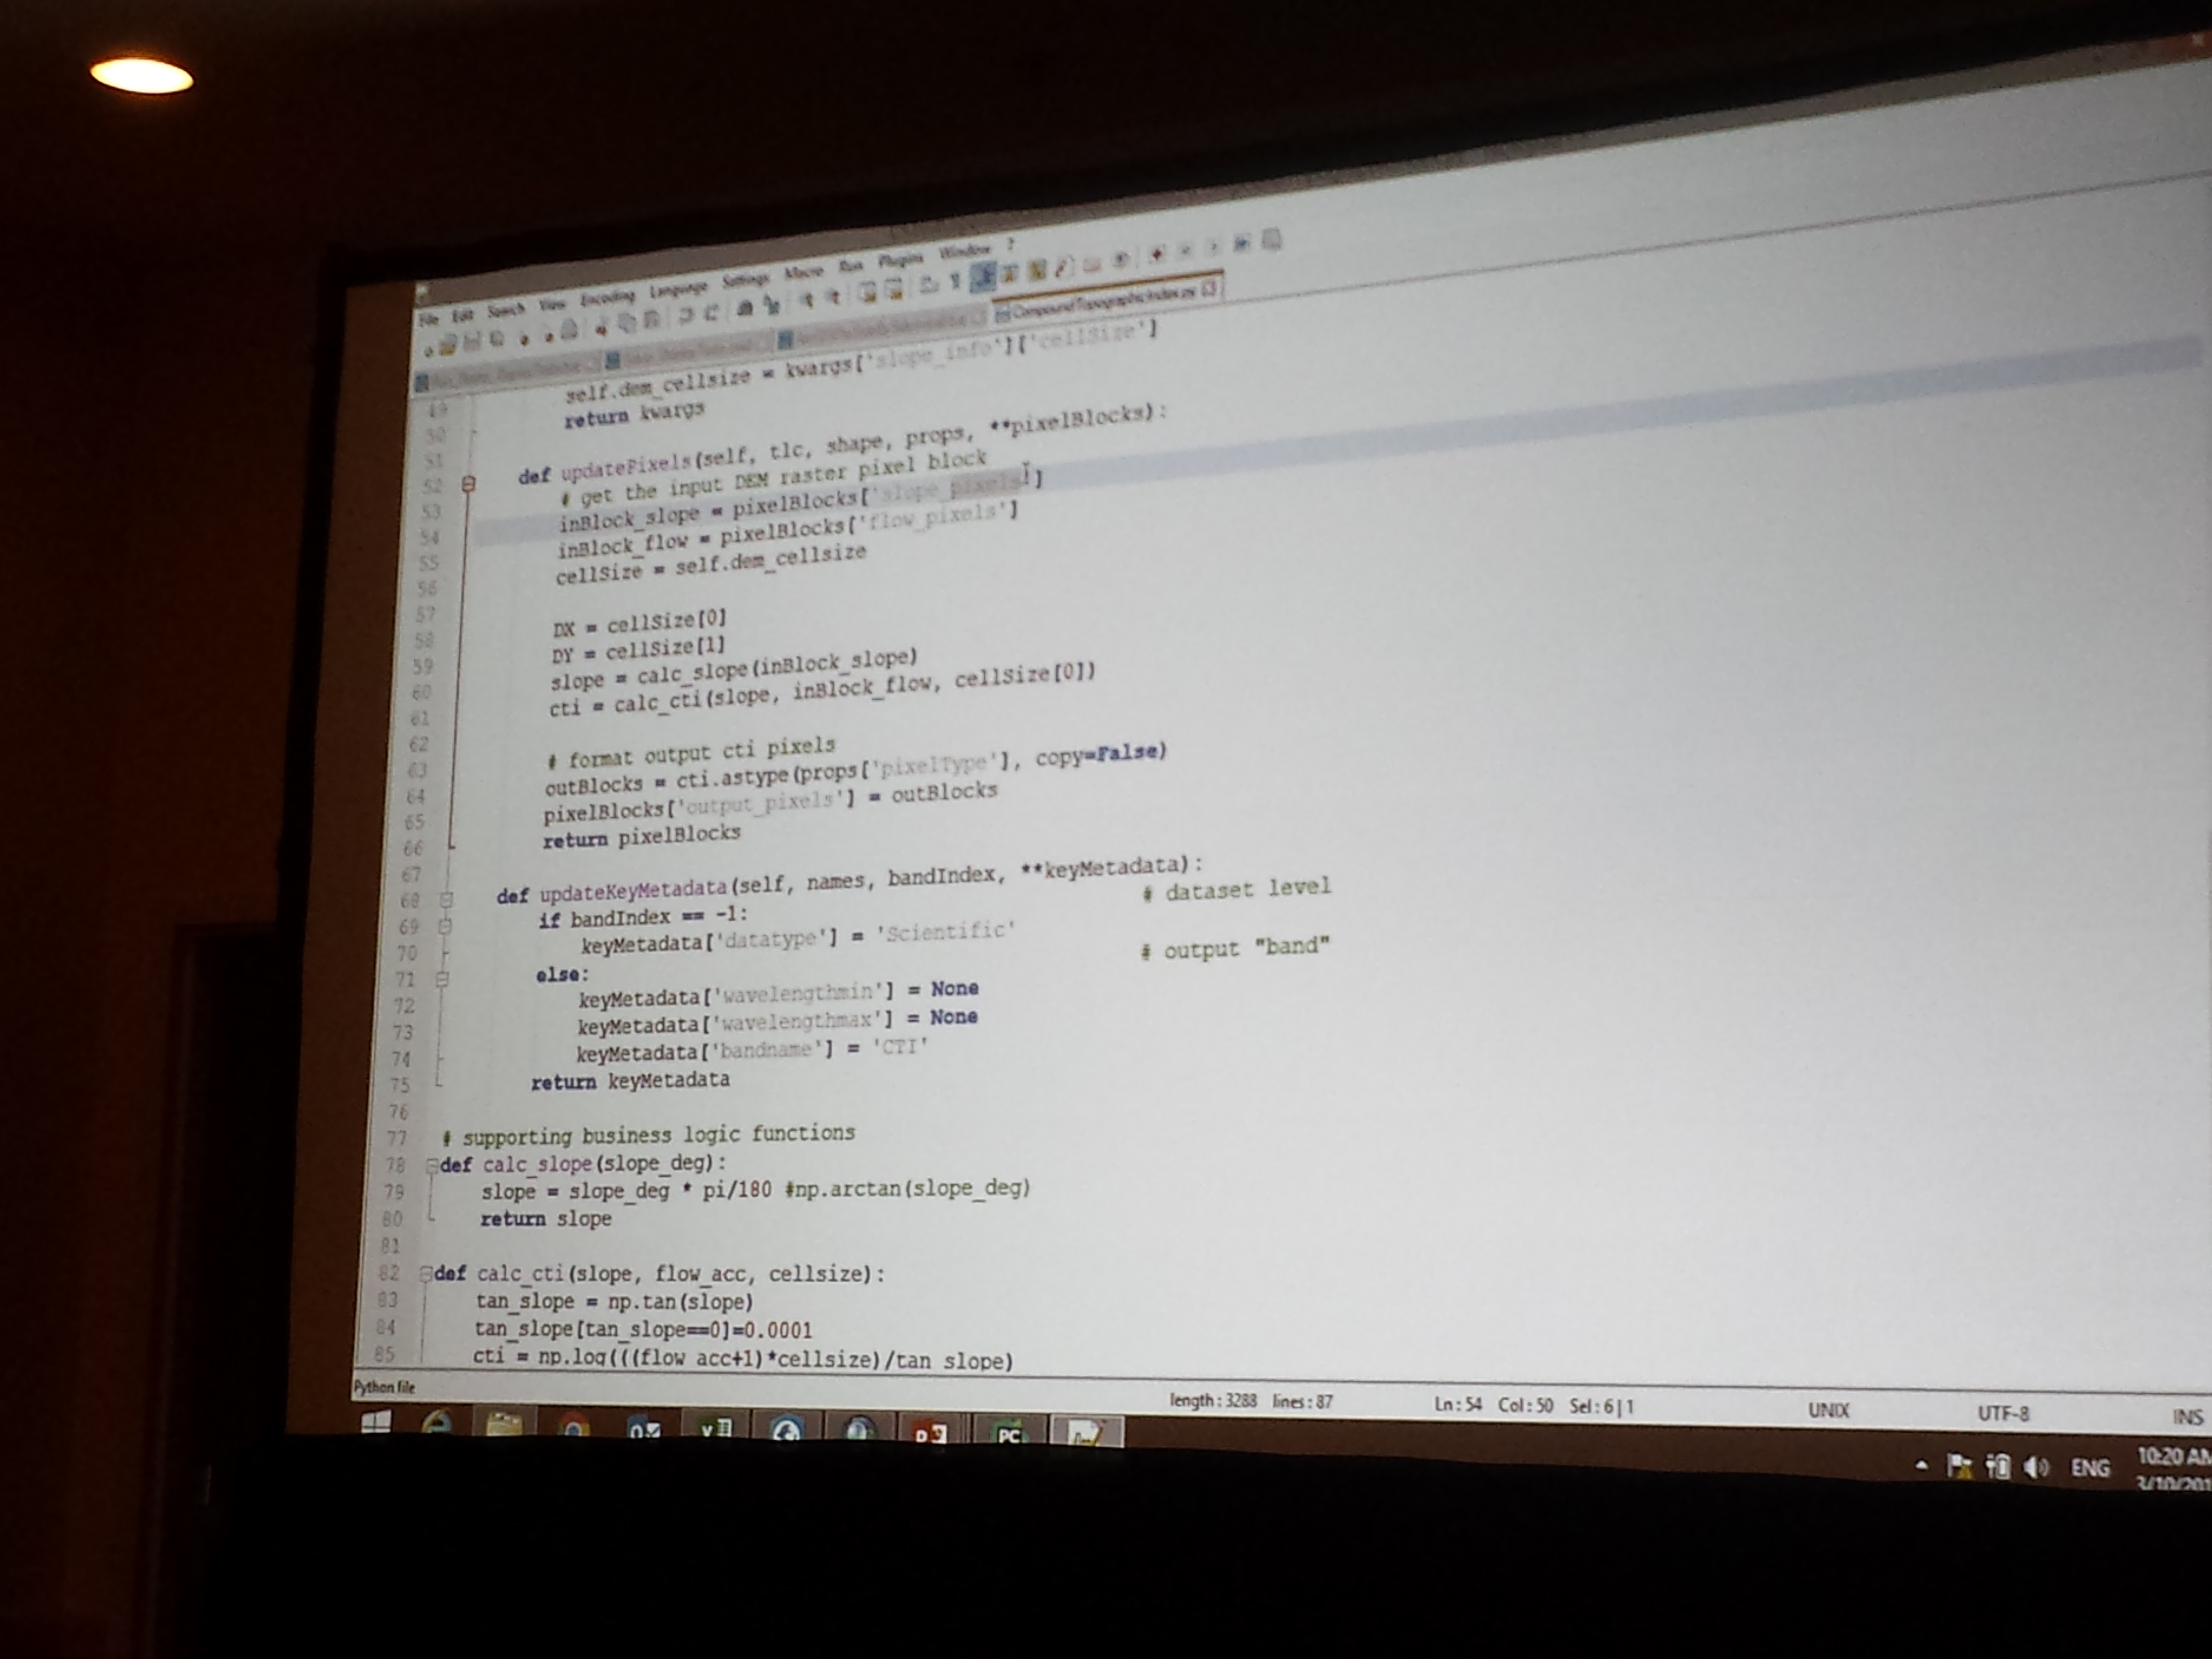 File Edit Search View Encoding Language Settings Macro Run Plugins Window ?
CompoundTopographicIndex.py
49 self.dem_cellsize = kwargs['slope_info']['cellSize']
50 return kwargs
51
52 def updatePixels(self, tlc, shape, props, **pixelBlocks):
53 # get the input DEM raster pixel block
54 inBlock_slope = pixelBlocks['slope_pixels']
55 inBlock_flow = pixelBlocks['flow_pixels']
56 cellSize = self.dem_cellsize
57
58 DX = cellSize[0]
59 DY = cellSize[1]
60 slope = calc_slope(inBlock_slope)
61 cti = calc_cti(slope, inBlock_flow, cellSize[0])
62
63 # format output cti pixels
64 outBlocks = cti.astype(props['pixelType'], copy=False)
65 pixelBlocks['output_pixels'] = outBlocks
66 return pixelBlocks
67
68 def updateKeyMetadata(self, names, bandIndex, **keyMetadata):
69 if bandIndex == -1: # dataset level
70 keyMetadata['datatype'] = 'Scientific'
71 else: # output "band"
72 keyMetadata['wavelengthmin'] = None
73 keyMetadata['wavelengthmax'] = None
74 keyMetadata['bandname'] = 'CTI'
75 return keyMetadata
76
77 # supporting business logic functions
78 def calc_slope(slope_deg):
79 slope = slope_deg * pi/180 #np.arctan(slope_deg)
80 return slope
81
82 def calc_cti(slope, flow_acc, cellsize):
83 tan_slope = np.tan(slope)
84 tan_slope[tan_slope==0]=0.0001
85 cti = np.log(((flow_acc+1)*cellsize)/tan_slope)
Python file length : 3288 lines : 87 Ln : 54 Col : 50 Sel : 6 | 1 UNIX UTF-8 INS
PC
ENG 10:20 AM
3/10/201